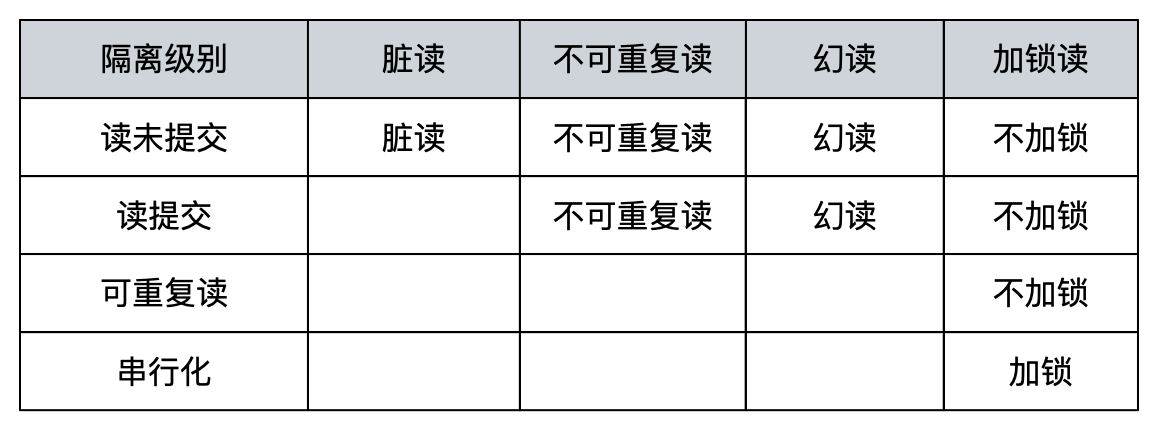 隔离级别 脏读 不可重复读 幻读 加锁读
读未提交 脏读 不可重复读 幻读 不加锁
读提交 不可重复读 幻读 不加锁
可重复读 不加锁
串行化 加锁